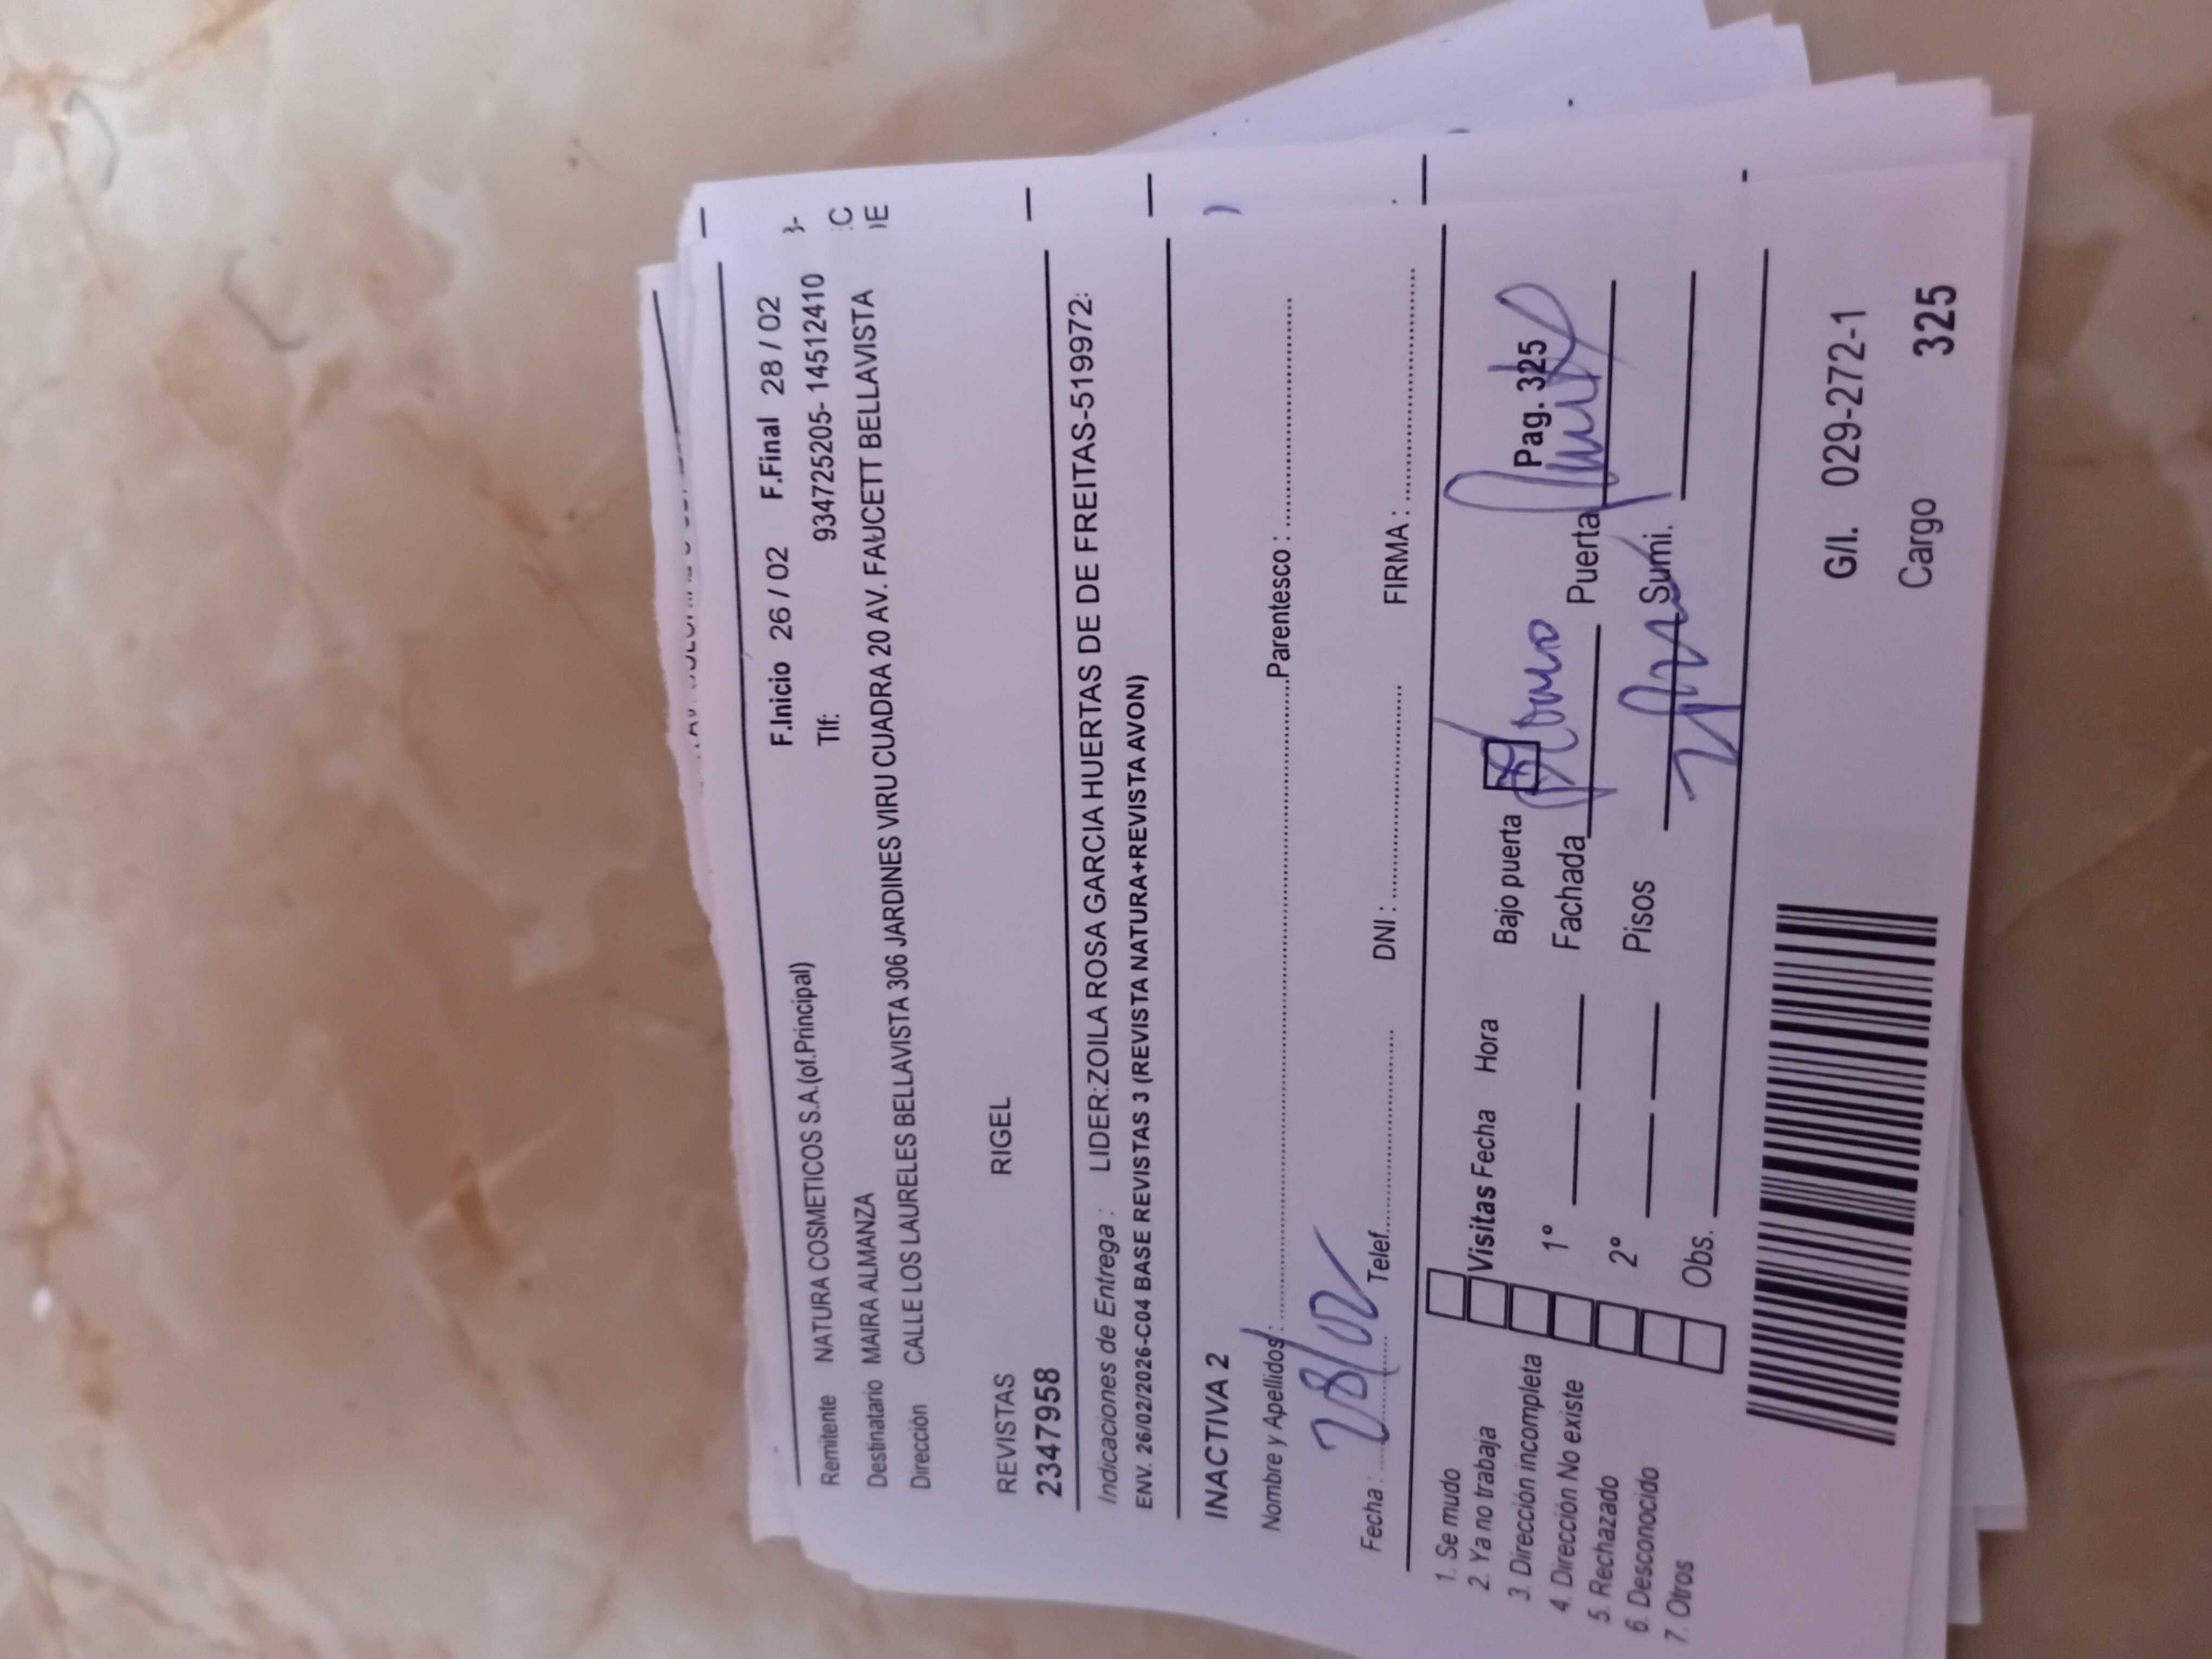 F.Inicio 26 / 02 F.Final 28 / 02
Remitente NATURA COSMETICOS S.A.(of.Principal) Tlf: 934725205- 14512410
Destinatario MAIRA ALMANZA
Dirección CALLE LOS LAURELES BELLAVISTA 306 JARDINES VIRU CUADRA 20 AV. FAUCETT BELLAVISTA
REVISTAS RIGEL
2347958
Indicaciones de Entrega : LIDER:ZOILA ROSA GARCIA HUERTAS DE DE FREITAS-519972:
ENV. 26/02/2026-C04 BASE REVISTAS 3 (REVISTA NATURA+REVISTA AVON)
INACTIVA 2
Nombre y Apellidos : Parentesco :
28/02
Fecha : Telef. DNI : FIRMA :
1. Se mudo
2. Ya no trabaja
3. Dirección incompleta
4. Dirección No existe
5. Rechazado
6. Desconocido
7. Otros
Visitas Fecha Hora Bajo puerta Pag. 325
1º Fachada Puerta
2º Pisos Sumi.
Obs.
G/I. 029-272-1
Cargo 325